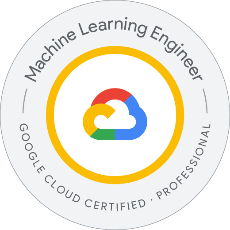 Machine Learning Engineer
GOOGLE CLOUD CERTIFIED · PROFESSIONAL